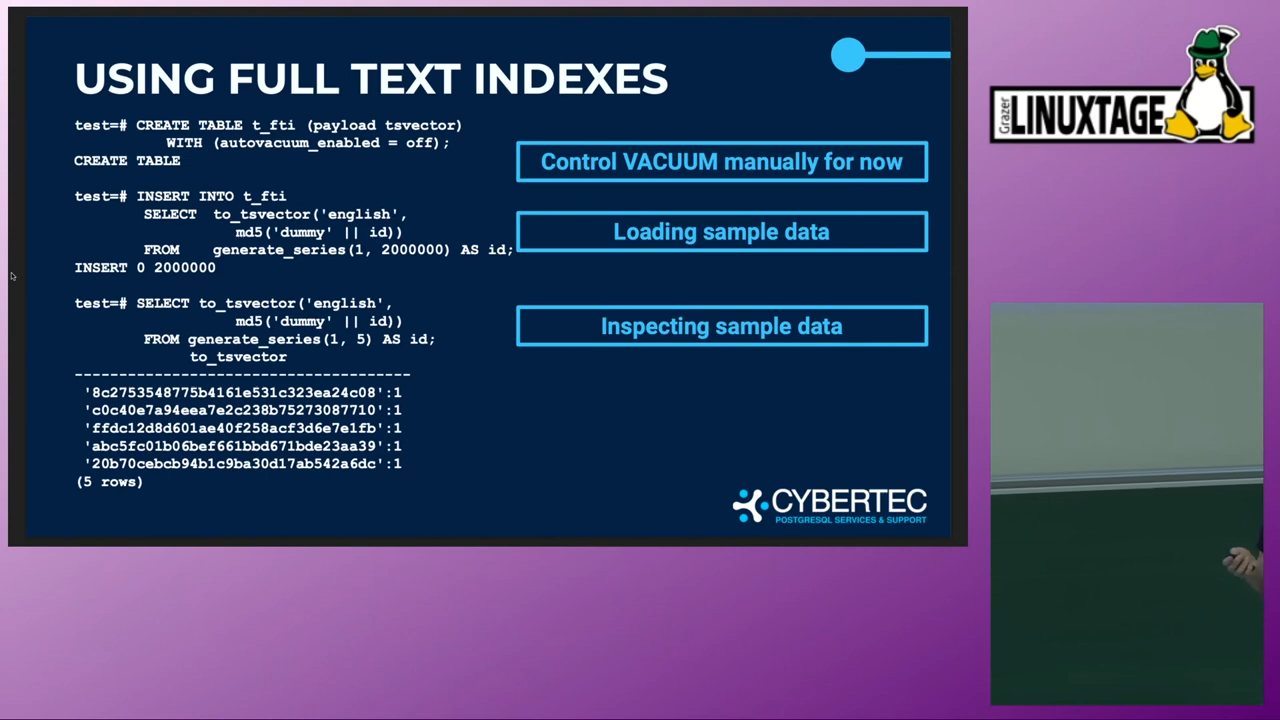 USING FULL TEXT INDEXES
test=# CREATE TABLE t_fti (payload tsvector)
WITH (autovacuum_enabled = off);
CREATE TABLE
Control VACUUM manually for now
test=# INSERT INTO t_fti
SELECT to_tsvector('english',
md5('dummy' || id))
FROM generate_series(1, 2000000) AS id;
INSERT 0 2000000
Loading sample data
test=# SELECT to_tsvector('english',
md5('dummy' || id))
FROM generate_series(1, 5) AS id;
to_tsvector
-------------------------------------
'8c2753548775b4161e531c323ea24c08':1
'c0c40e7a94eea7e2c238b75273087710':1
'ffdc12d8d601ae40f258acf3d6e7e1fb':1
'abc5fc01b06bef661bbd671bde23aa39':1
'20b70cebcb94b1c9ba30d17ab542a6dc':1
(5 rows)
Inspecting sample data
CYBERTEC
POSTGRESQL SERVICES & SUPPORT
Grazer
LINUXTAGE